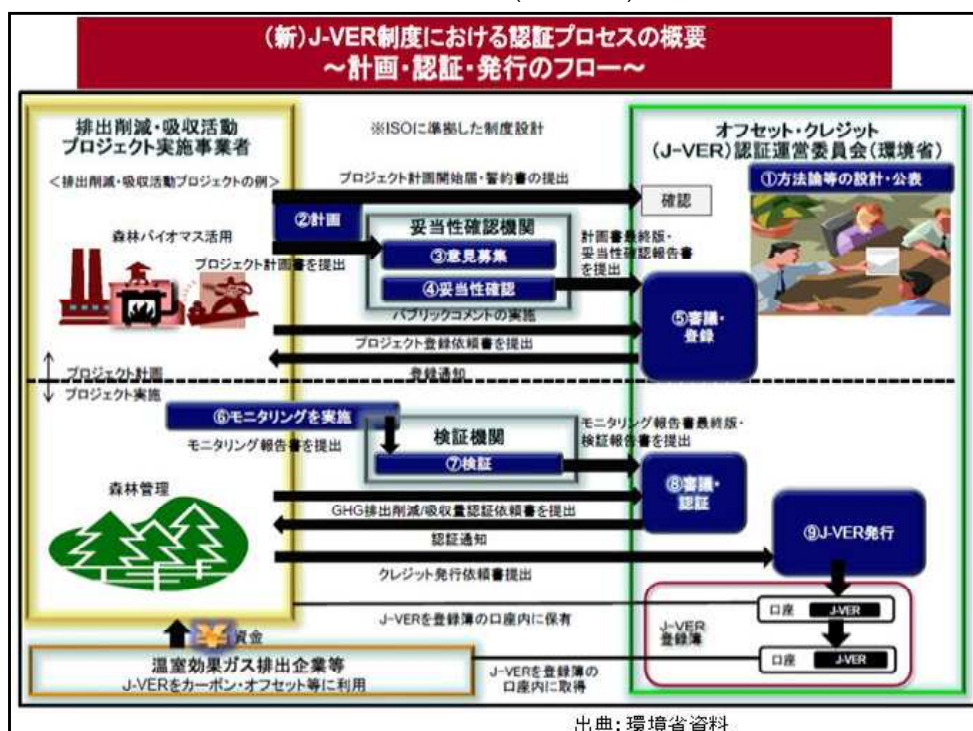 (新)J-VER制度における認証プロセスの概要
～計画・認証・発行のフロー～
排出削減・吸収活動
プロジェクト実施事業者
＜排出削減・吸収活動プロジェクトの例＞
※ISOに準拠した制度設計
オフセット・クレジット
(J-VER)認証運営委員会(環境省)
①方法論等の設計・公表
プロジェクト計画開始届・誓約書の提出
確認
②計画
森林バイオマス活用
プロジェクト計画書を提出
妥当性確認機関
③意見募集
④妥当性確認
計画書最終版・
妥当性確認報告書
を提出
パブリックコメントの実施
⑤審議・
登録
プロジェクト登録依頼書を提出
登録通知
プロジェクト計画
プロジェクト実施
⑥モニタリングを実施
モニタリング報告書を提出
検証機関
⑦検証
モニタリング報告書最終版・
検証報告書を提出
⑧審議・
認証
森林管理
GHG排出削減/吸収量認証依頼書を提出
認証通知
⑨J-VER発行
クレジット発行依頼書提出
J-VERを登録簿の口座内に保有
J-VER
登録簿
口座 J-VER
口座 J-VER
¥ 資金
温室効果ガス排出企業等
J-VERをカーボン・オフセット等に利用
J-VERを登録簿の
口座内に取得
出典：環境省資料